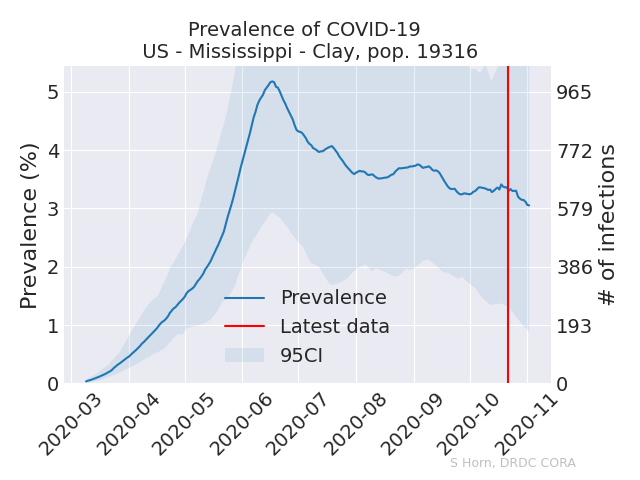 Prevalence of COVID-19
US - Mississippi - Clay, pop. 19316
Prevalence (%)
5
4
3
2
1
0
965
772
579
386
193
0
# of infections
Prevalence
Latest data
95CI
2020-03
2020-04
2020-05
2020-06
2020-07
2020-08
2020-09
2020-10
2020-11
S Horn, DRDC CORA